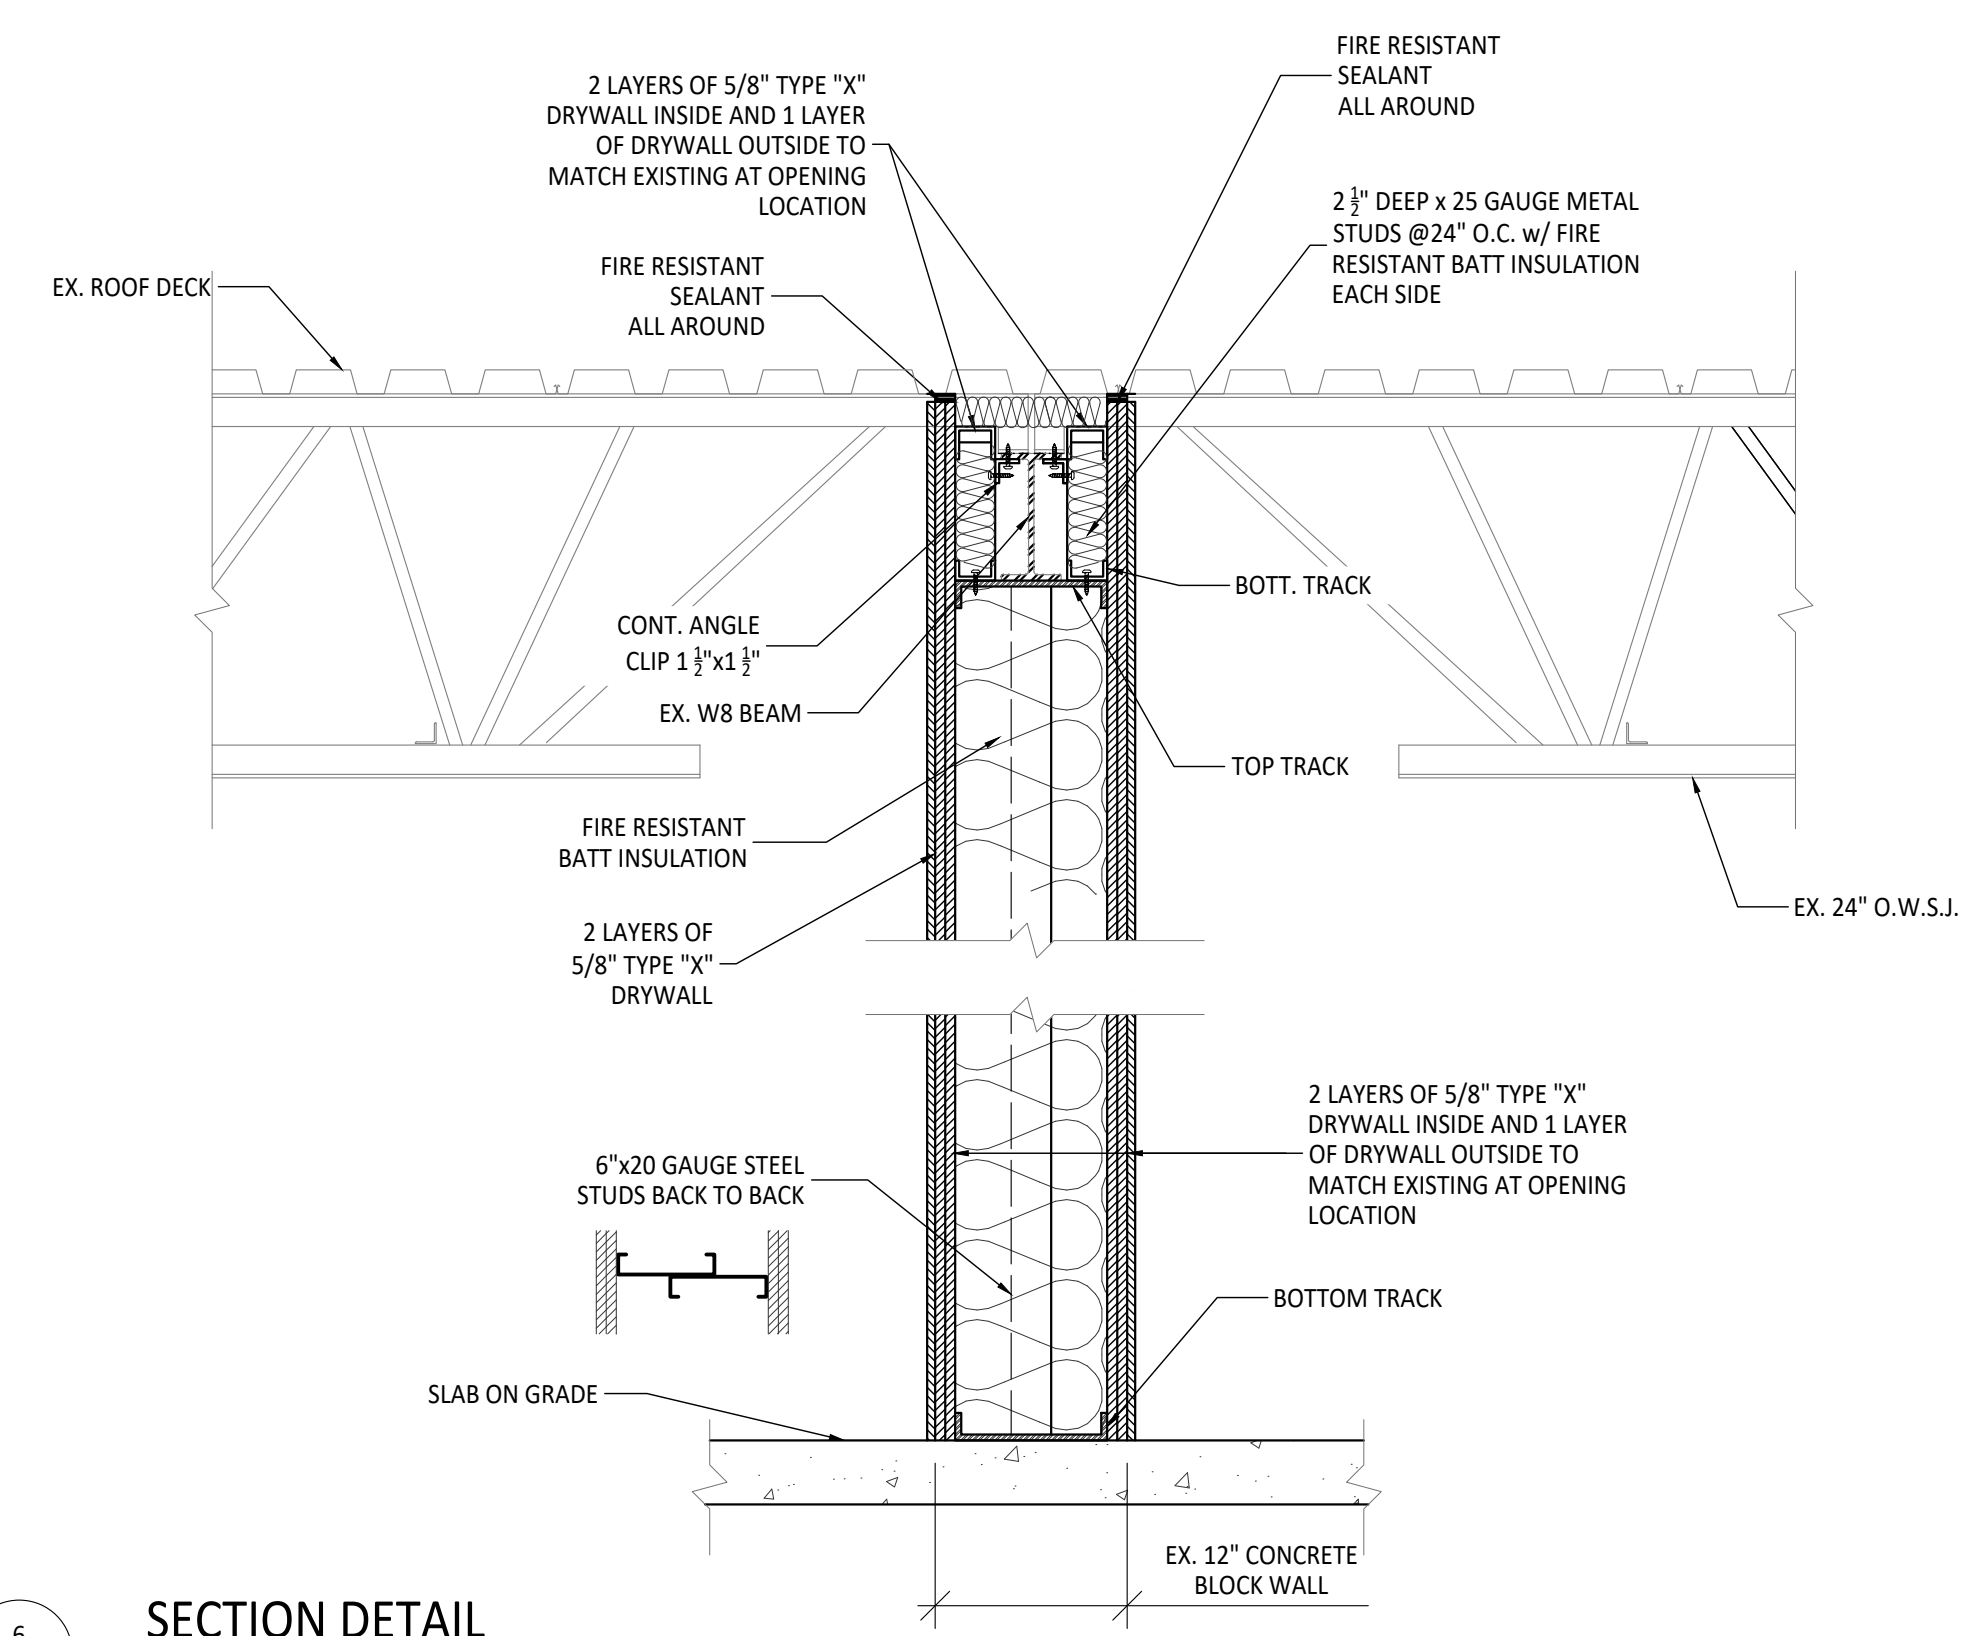 FIRE RESISTANT
SEALANT
ALL AROUND
2 LAYERS OF 5/8" TYPE "X"
DRYWALL INSIDE AND 1 LAYER
OF DRYWALL OUTSIDE TO
MATCH EXISTING AT OPENING
LOCATION
2 1/2" DEEP x 25 GAUGE METAL
STUDS @24" O.C. w/ FIRE
RESISTANT BATT INSULATION
EACH SIDE
FIRE RESISTANT
SEALANT
ALL AROUND
EX. ROOF DECK
BOTT. TRACK
CONT. ANGLE
CLIP 1 1/2"x1 1/2"
EX. W8 BEAM
TOP TRACK
FIRE RESISTANT
BATT INSULATION
EX. 24" O.W.S.J.
2 LAYERS OF
5/8" TYPE "X"
DRYWALL
2 LAYERS OF 5/8" TYPE "X"
DRYWALL INSIDE AND 1 LAYER
OF DRYWALL OUTSIDE TO
MATCH EXISTING AT OPENING
LOCATION
6"x20 GAUGE STEEL
STUDS BACK TO BACK
BOTTOM TRACK
SLAB ON GRADE
EX. 12" CONCRETE
BLOCK WALL
6
SECTION DETAIL